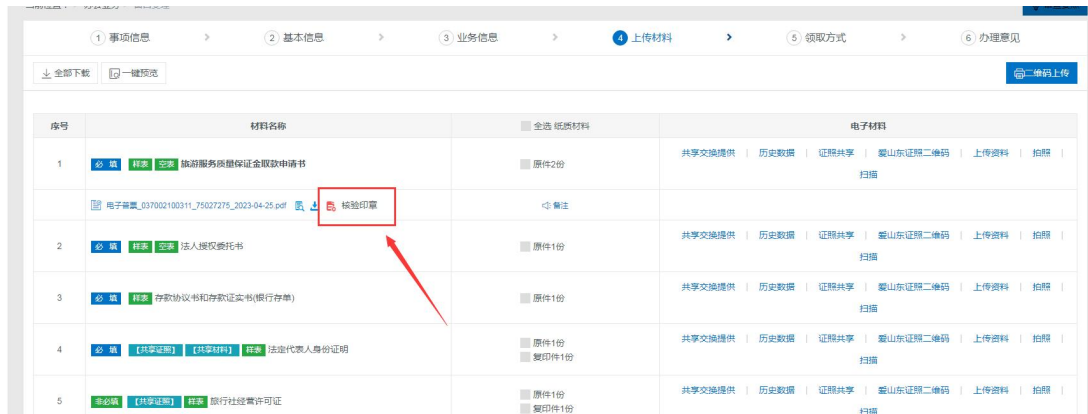 1 事项信息 > 2 基本信息 > 3 业务信息 > 4 上传材料 > 5 领取方式 > 6 办理意见
全部下载 一键预览 二维码上传
序号 材料名称 全选 纸质材料 电子材料
1 必 填 样表 空表 旅游服务质量保证金取款申请书 原件2份 共享交换提供 | 历史数据 | 证照共享 | 爱山东证照二维码 | 上传资料 | 拍照 |
扫描
电子普票_037002100311_75027275_2023-04-25.pdf 核验印章 备注
2 必 填 样表 空表 法人授权委托书 原件1份 共享交换提供 | 历史数据 | 证照共享 | 爱山东证照二维码 | 上传资料 | 拍照 |
扫描
3 必 填 样表 存款协议书和存款证实书(银行存单) 原件1份 共享交换提供 | 历史数据 | 证照共享 | 爱山东证照二维码 | 上传资料 | 拍照 |
扫描
4 必 填 【共享证照】 【共享材料】 样表 法定代表人身份证明 原件1份 复印件1份 共享交换提供 | 历史数据 | 证照共享 | 爱山东证照二维码 | 上传资料 | 拍照 |
扫描
5 非必填 【共享证照】 样表 旅行社经营许可证 原件1份 复印件1份 共享交换提供 | 历史数据 | 证照共享 | 爱山东证照二维码 | 上传资料 | 拍照 |
扫描